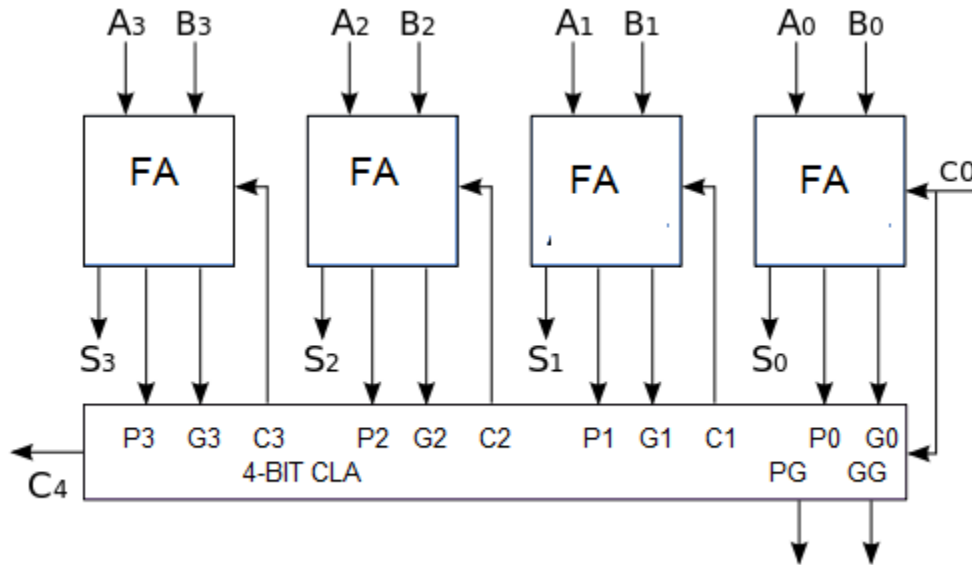 A3 B3 A2 B2 A1 B1 A0 B0
FA FA FA FA C0
S3 S2 S1 S0
P3 G3 C3 P2 G2 C2 P1 G1 C1 P0 G0
C4 4-BIT CLA PG GG